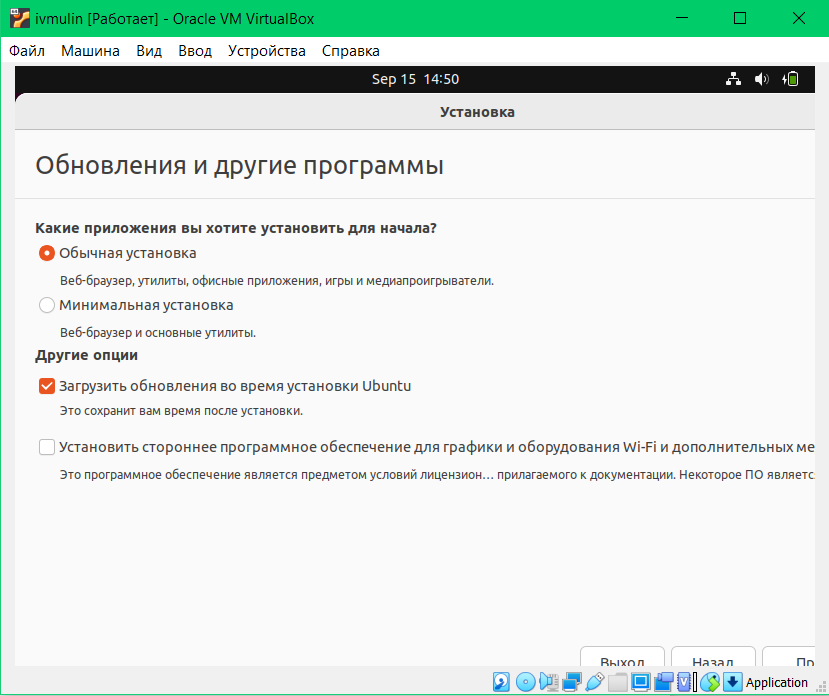 ivmulin [Работает] - Oracle VM VirtualBox
Файл Машина Вид Ввод Устройства Справка
Sep 15 14:50
Установка
Обновления и другие программы
Какие приложения вы хотите установить для начала?
Обычная установка
Веб-браузер, утилиты, офисные приложения, игры и медиапроигрыватели.
Минимальная установка
Веб-браузер и основные утилиты.
Другие опции
Загрузить обновления во время установки Ubuntu
Это сохранит вам время после установки.
Установить стороннее программное обеспечение для графики и оборудования Wi-Fi и дополнительных ме
Это программное обеспечение является предметом условий лицензион… прилагаемого к документации. Некоторое ПО являетс
Выход Назад Пр
Application